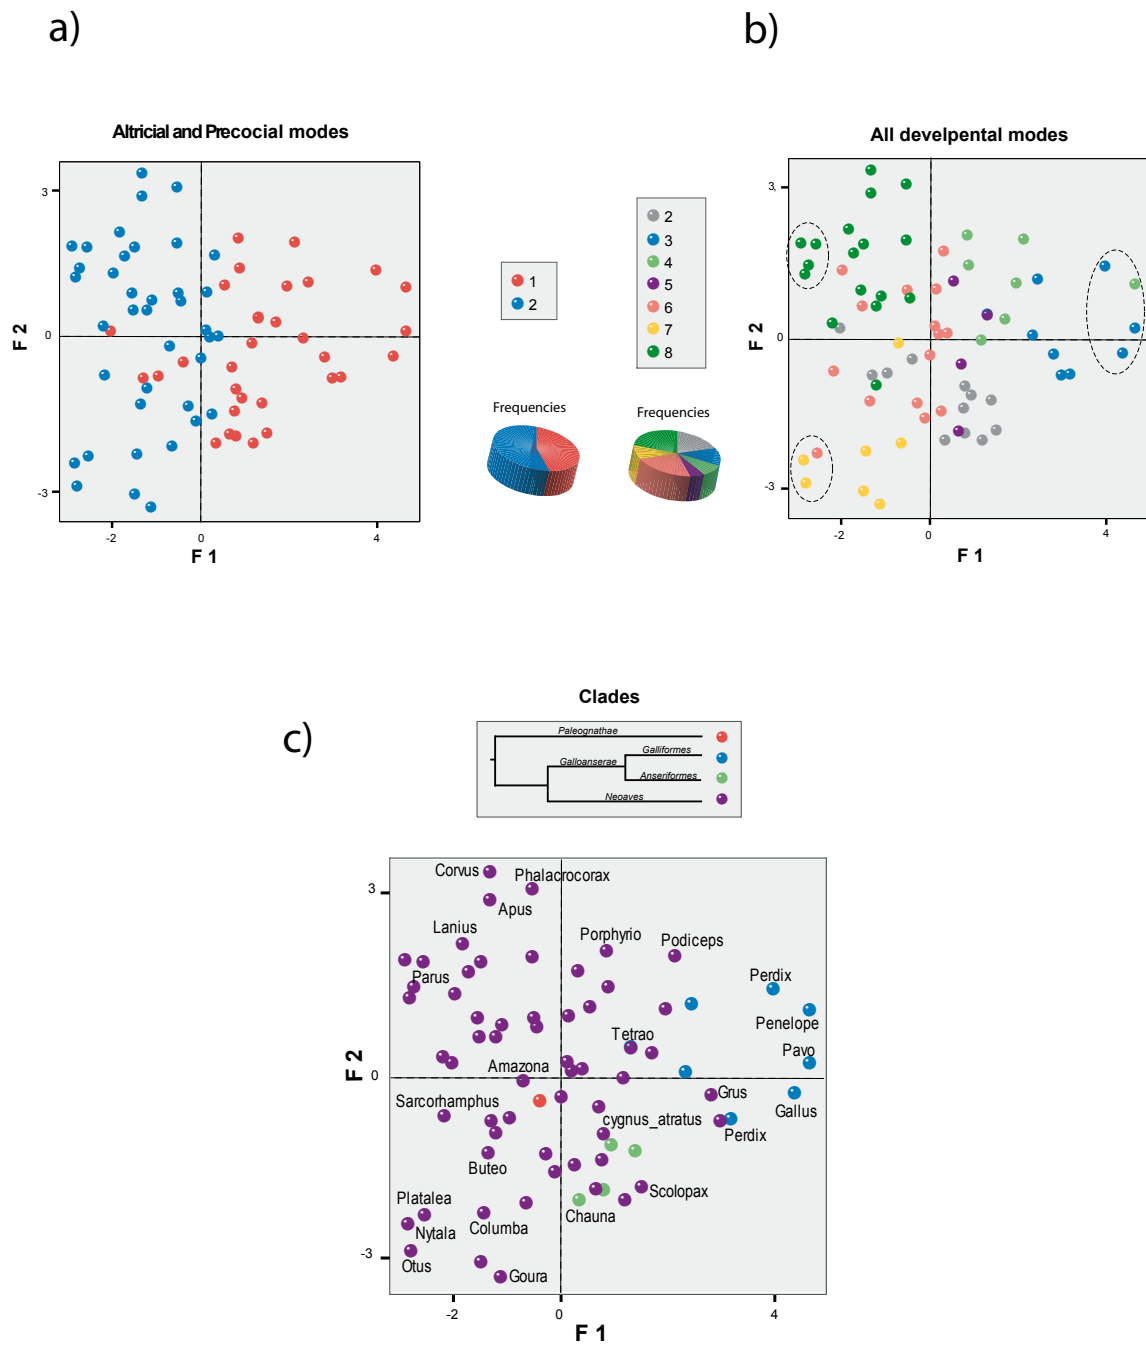 a)
b)
Altricial and Precocial modes
All develpental modes
3
0
-3
-2
0
4
F 1
F 2
1
2
Frequencies
2
3
4
5
6
7
8
Frequencies
3,
0
-3
-2
0
4
F 1
c)
Clades
Paleognathae
Galliformes
Galloanserae
Anseriformes
Neoaves
Corvus
Phalacrocorax
Apus
Lanius
Porphyrio
Podiceps
Parus
Perdix
Penelope
Tetrao
Pavo
Amazona
Grus
Sarcorhamphus
cygnus_atratus
Gallus
Perdix
Buteo
Scolopax
Platalea
Chauna
Nytala
Columba
Otus
Goura
3
0
-3
-2
0
4
F 1
F 2